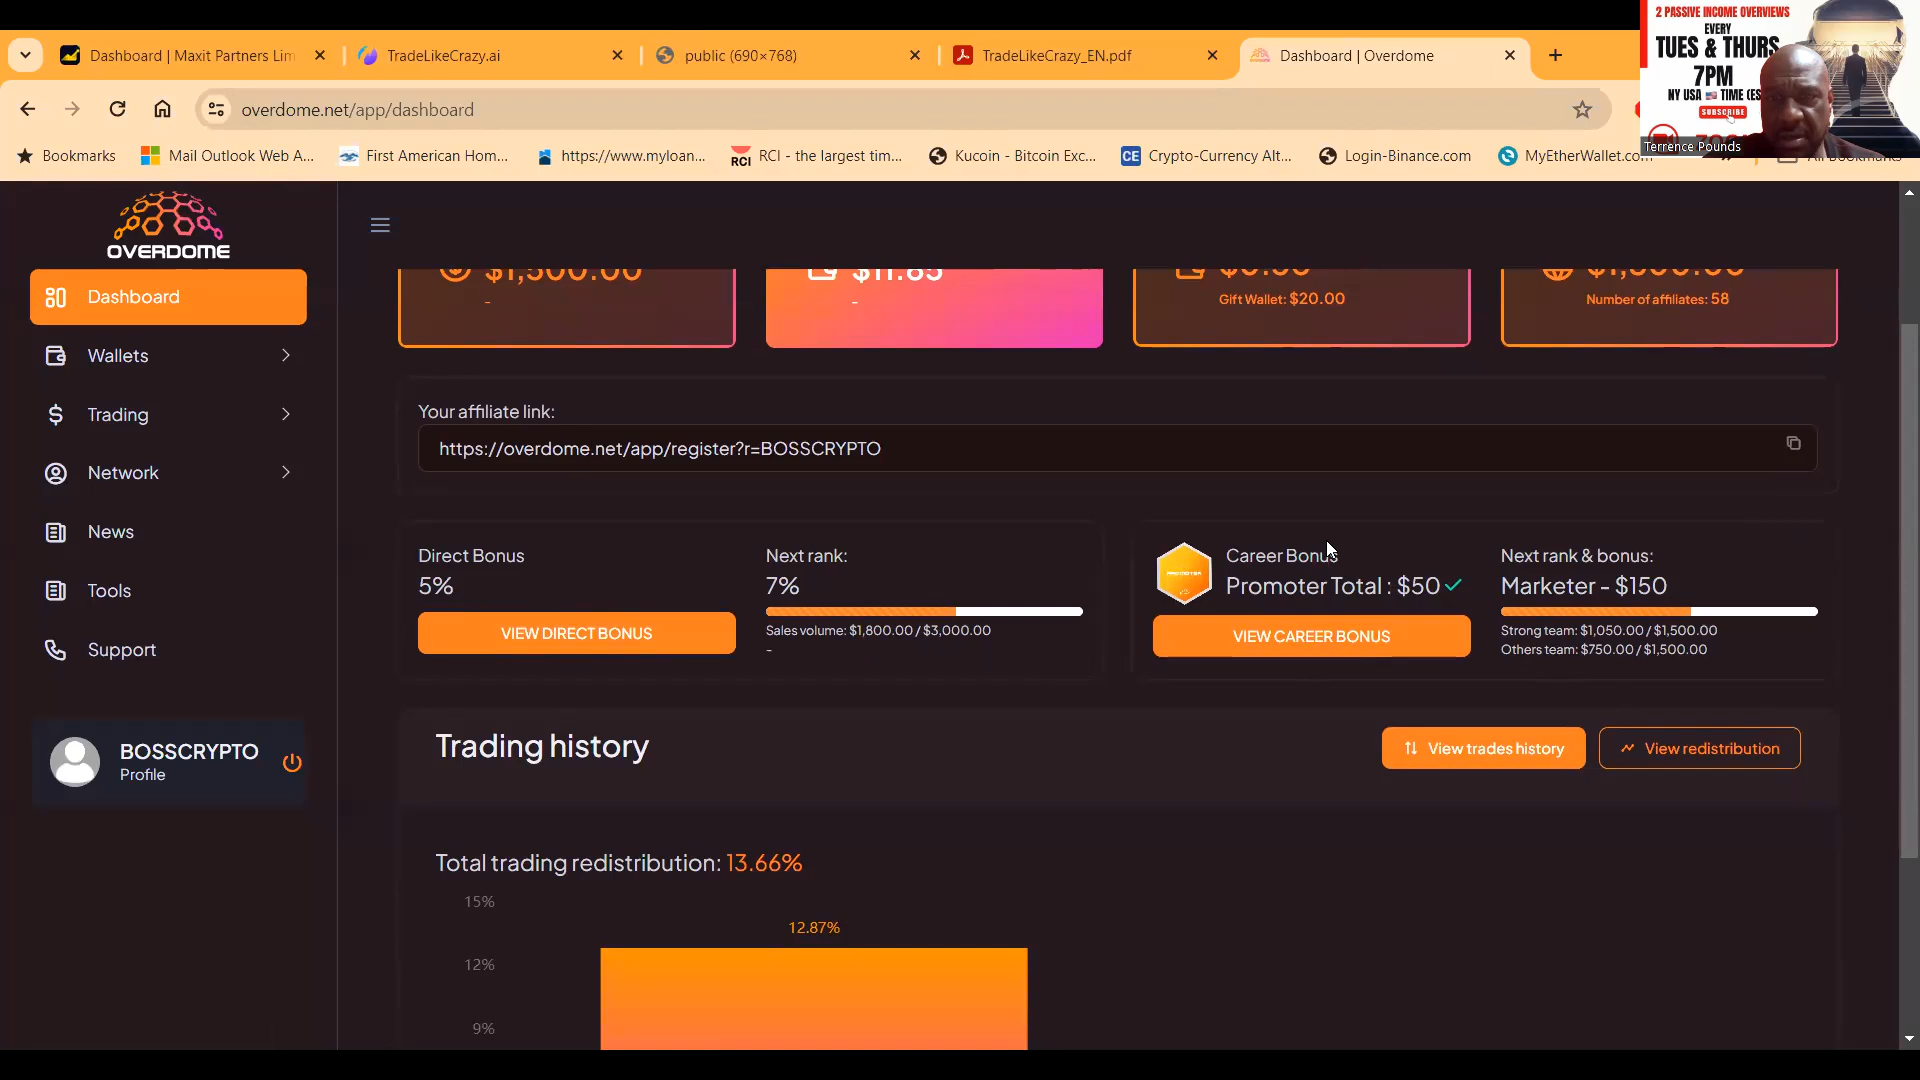 Dashboard | Maxit Partners Lim
TradeLikeCrazy.ai
public (690×768)
TradeLikeCrazy_EN.pdf
Dashboard | Overdome
overdome.net/app/dashboard
Bookmarks
Mail Outlook Web A...
First American Hom...
https://www.myloan...
RCI
RCI - the largest tim...
Kucoin - Bitcoin Exc...
CE
Crypto-Currency Alt...
Login-Binance.com
MyEtherWallet.com
2 PASSIVE INCOME OVERVIEWS
EVERY
TUES & THURS
7PM
NY USA TIME (ES
SUBSCRIBE
Terrence Pounds
OVERDOME
Dashboard
Wallets
Trading
Network
News
Tools
Support
BOSSCRYPTO
Profile
$11.85
-
-
Gift Wallet: $20.00
Number of affiliates: 58
Your affiliate link:
https://overdome.net/app/register?r=BOSSCRYPTO
Direct Bonus
5%
VIEW DIRECT BONUS
Next rank:
7%
Sales volume: $1,800.00 / $3,000.00
-
Career Bonus
Promoter Total : $50
VIEW CAREER BONUS
Next rank & bonus:
Marketer - $150
Strong team: $1,050.00 / $1,500.00
Others team: $750.00 / $1,500.00
Trading history
View trades history
View redistribution
Total trading redistribution: 13.66%
15%
12.87%
12%
9%